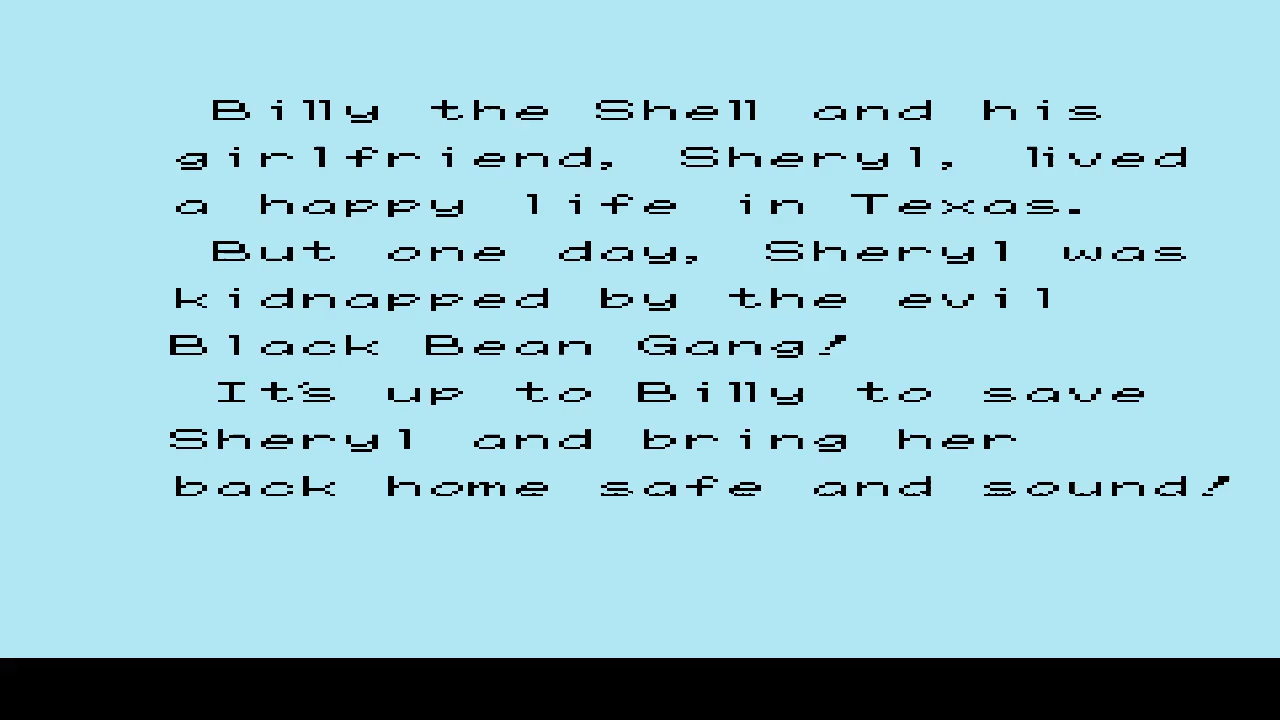 Billy the Shell and his
girlfriend, Sheryl, lived
a happy life in Texas.
But one day, Sheryl was
kidnapped by the evil
Black Bean Gang!
It's up to Billy to save
Sheryl and bring her
back home safe and sound!